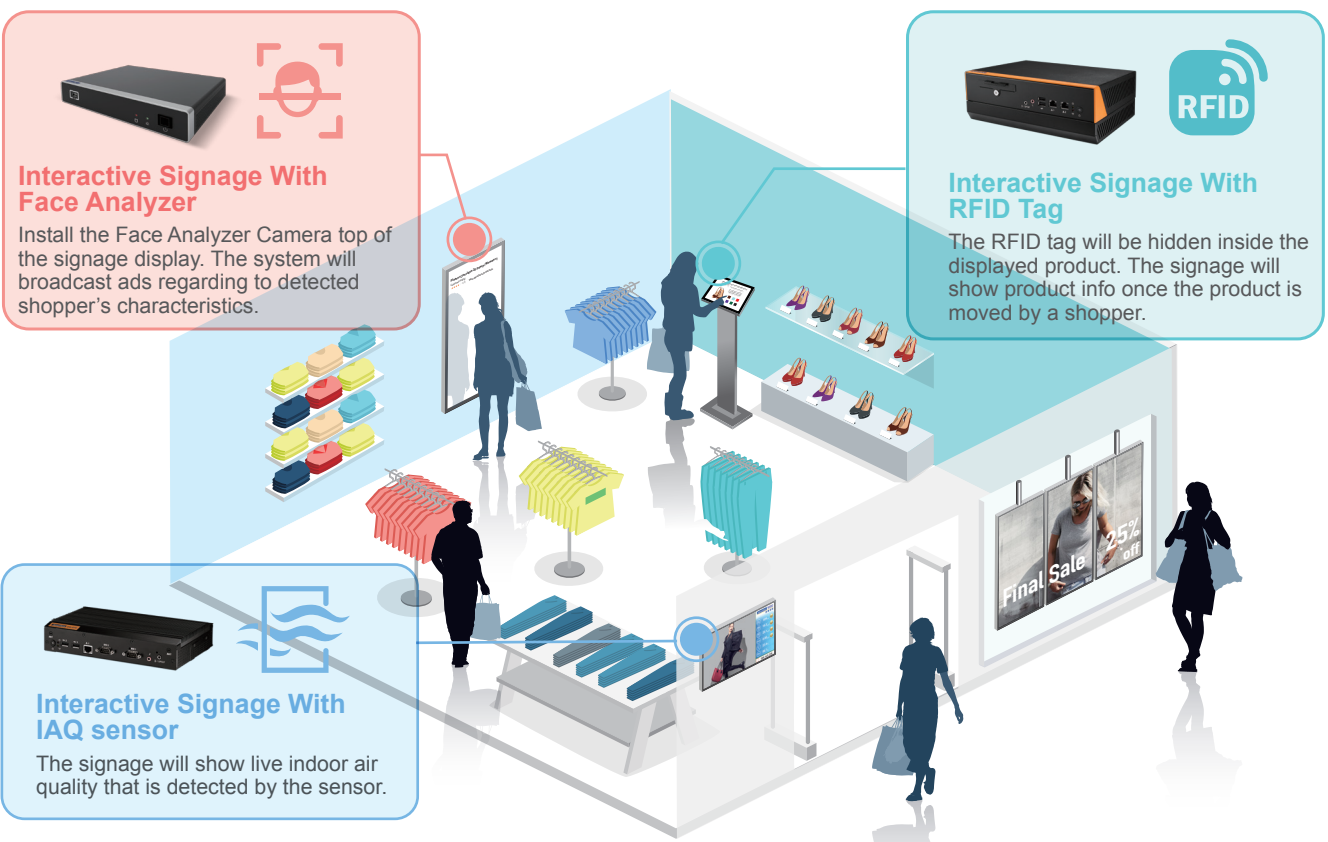 Interactive Signage With
Face Analyzer
Install the Face Analyzer Camera top of
the signage display. The system will
broadcast ads regarding to detected
shopper's characteristics.
RFID
Interactive Signage With
RFID Tag
The RFID tag will be hidden inside the
displayed product. The signage will
show product info once the product is
moved by a shopper.
Final Sale
25%
off
Interactive Signage With
IAQ sensor
The signage will show live indoor air
quality that is detected by the sensor.